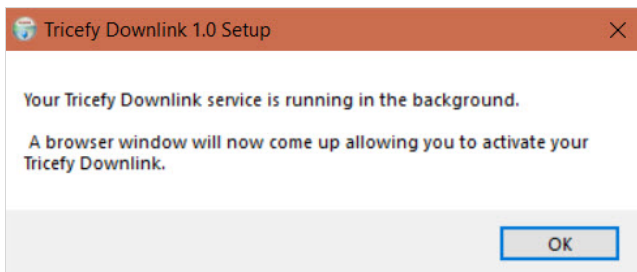 Tricefy Downlink 1.0 Setup
Your Tricefy Downlink service is running in the background.
A browser window will now come up allowing you to activate your
Tricefy Downlink.
OK